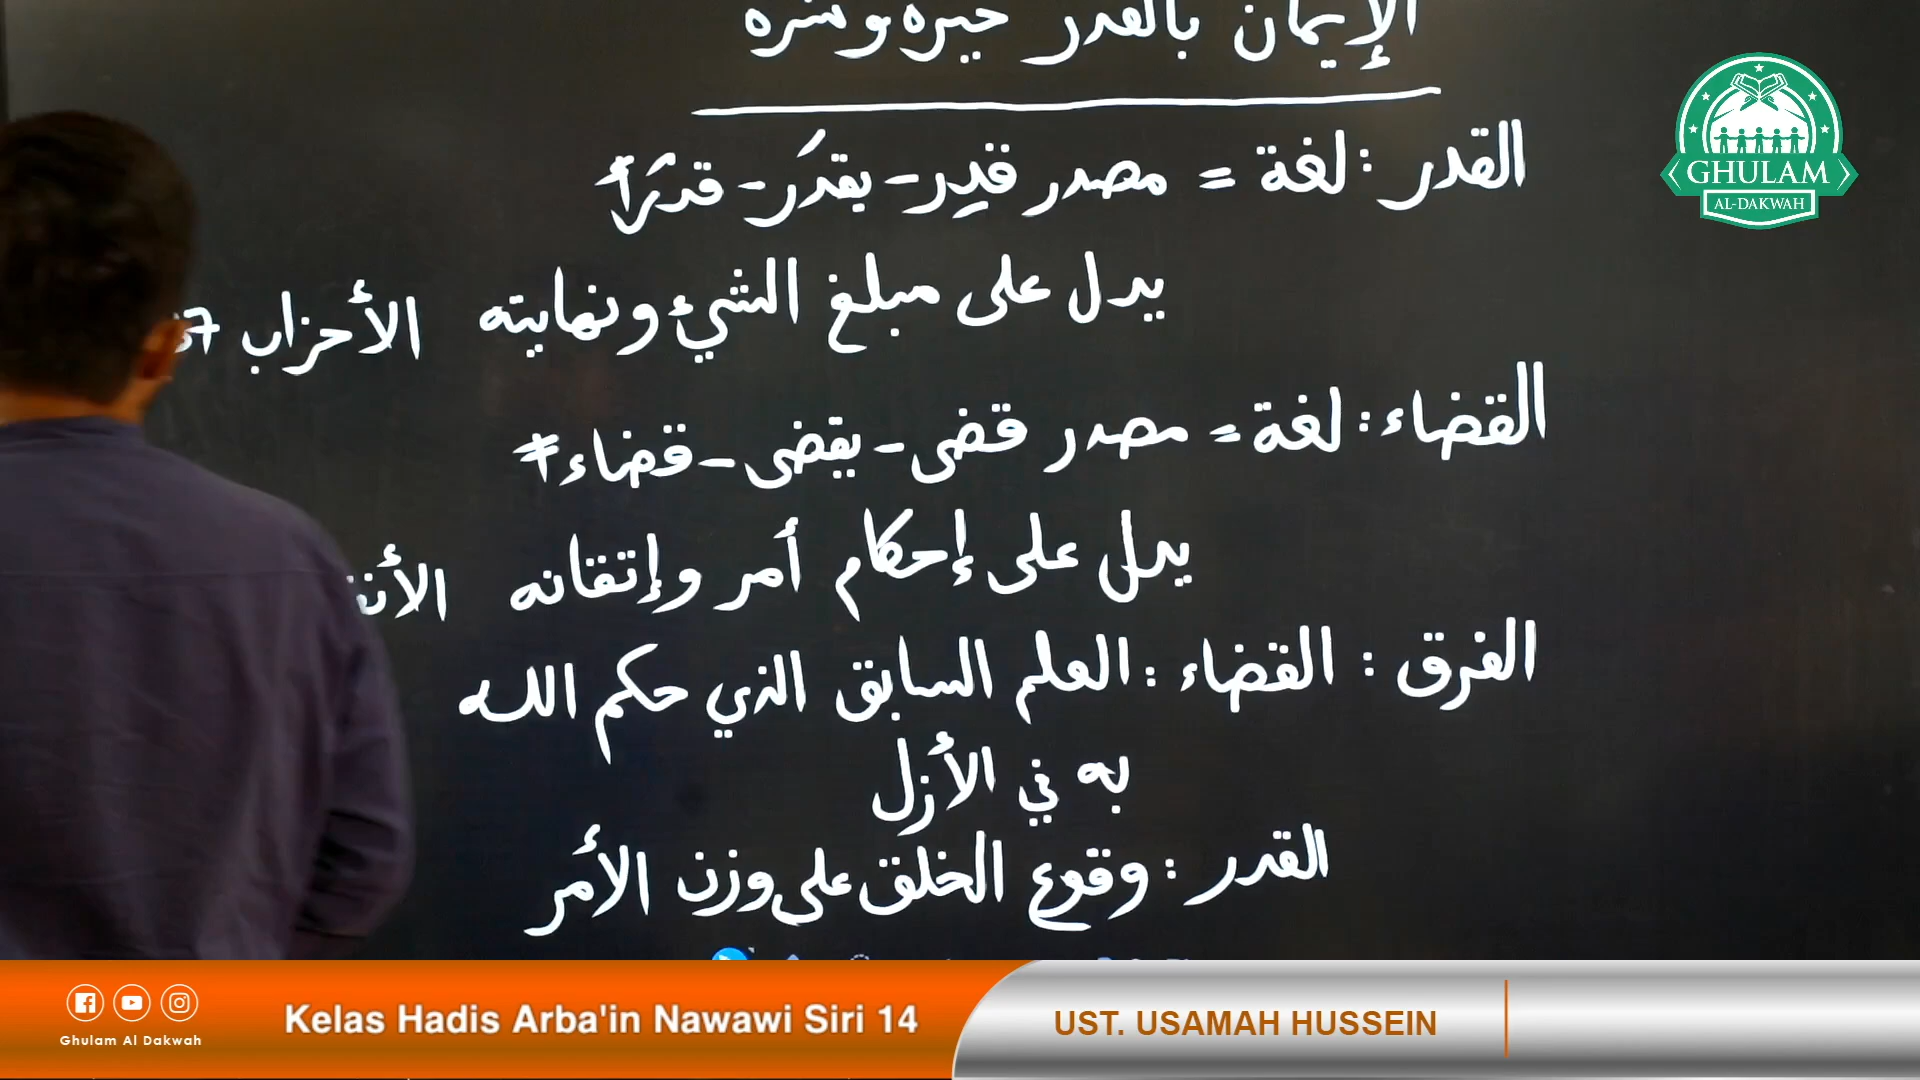 الإيمان بالقدر خيره وشره
القدر : لغة = مصدر قدِر - يقدَر - قدَرًا
يدل على مبلغ الشيء ونهايته الأحزاب
القضاء : لغة = مصدر قضى - يقضى - قضاء
يدل على إحكام أمر وإتقانه
الفرق : القضاء : العلم السابق الذي حكم الله
به في الأزل
القدر : وقوع الخلق على وزن الأمر
GHULAM
AL-DAKWAH
Ghulam Al Dakwah
Kelas Hadis Arba'in Nawawi Siri 14
UST. USAMAH HUSSEIN